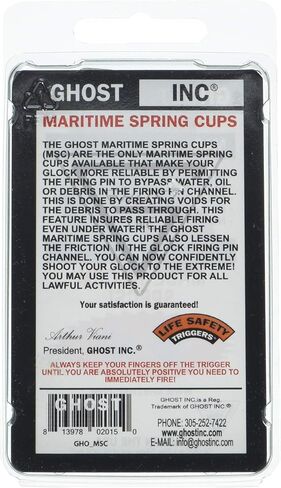 GHOST INC®
MARITIME SPRING CUPS
THE GHOST MARITIME SPRING CUPS
(MSC) ARE THE ONLY MARITIME SPRING
CUPS AVAILABLE THAT MAKE YOUR
GLOCK MORE RELIABLE BY PERMITTING
THE FIRING PIN TO BYPASS WATER, OIL
OR DEBRIS IN THE FIRING PIN CHANNEL.
THIS IS DONE BY CREATING VOIDS FOR
THE DEBRIS TO PASS THROUGH. THIS
FEATURE INSURES RELIABLE FIRING
EVEN UNDER WATER! THE GHOST
MARITIME SPRING CUPS ALSO LESSEN
THE FRICTION IN THE GLOCK FIRING PIN
CHANNEL. YOU CAN NOW CONFIDENTLY
SHOOT YOUR GLOCK TO THE EXTREME!
YOU MAY USE THIS PRODUCT FOR ALL
LAWFUL ACTIVITIES.
Your satisfaction is guaranteed!
Arthur Viani
President, GHOST INC.®
LIFE SAFETY
TRIGGERS™
ALWAYS KEEP YOUR FINGERS OFF THE TRIGGER
UNTIL YOU ARE ABSOLUTELY POSITIVE YOU NEED TO
IMMEDIATELY FIRE!
GHOST
8 13978 02015 0
GHO_MSC
GHOST INC.is a Reg.
Trademark of GHOST INC®
PHONE: 305-252-7422
www.ghostinc.com
E-MAIL: info@ghostinc.com